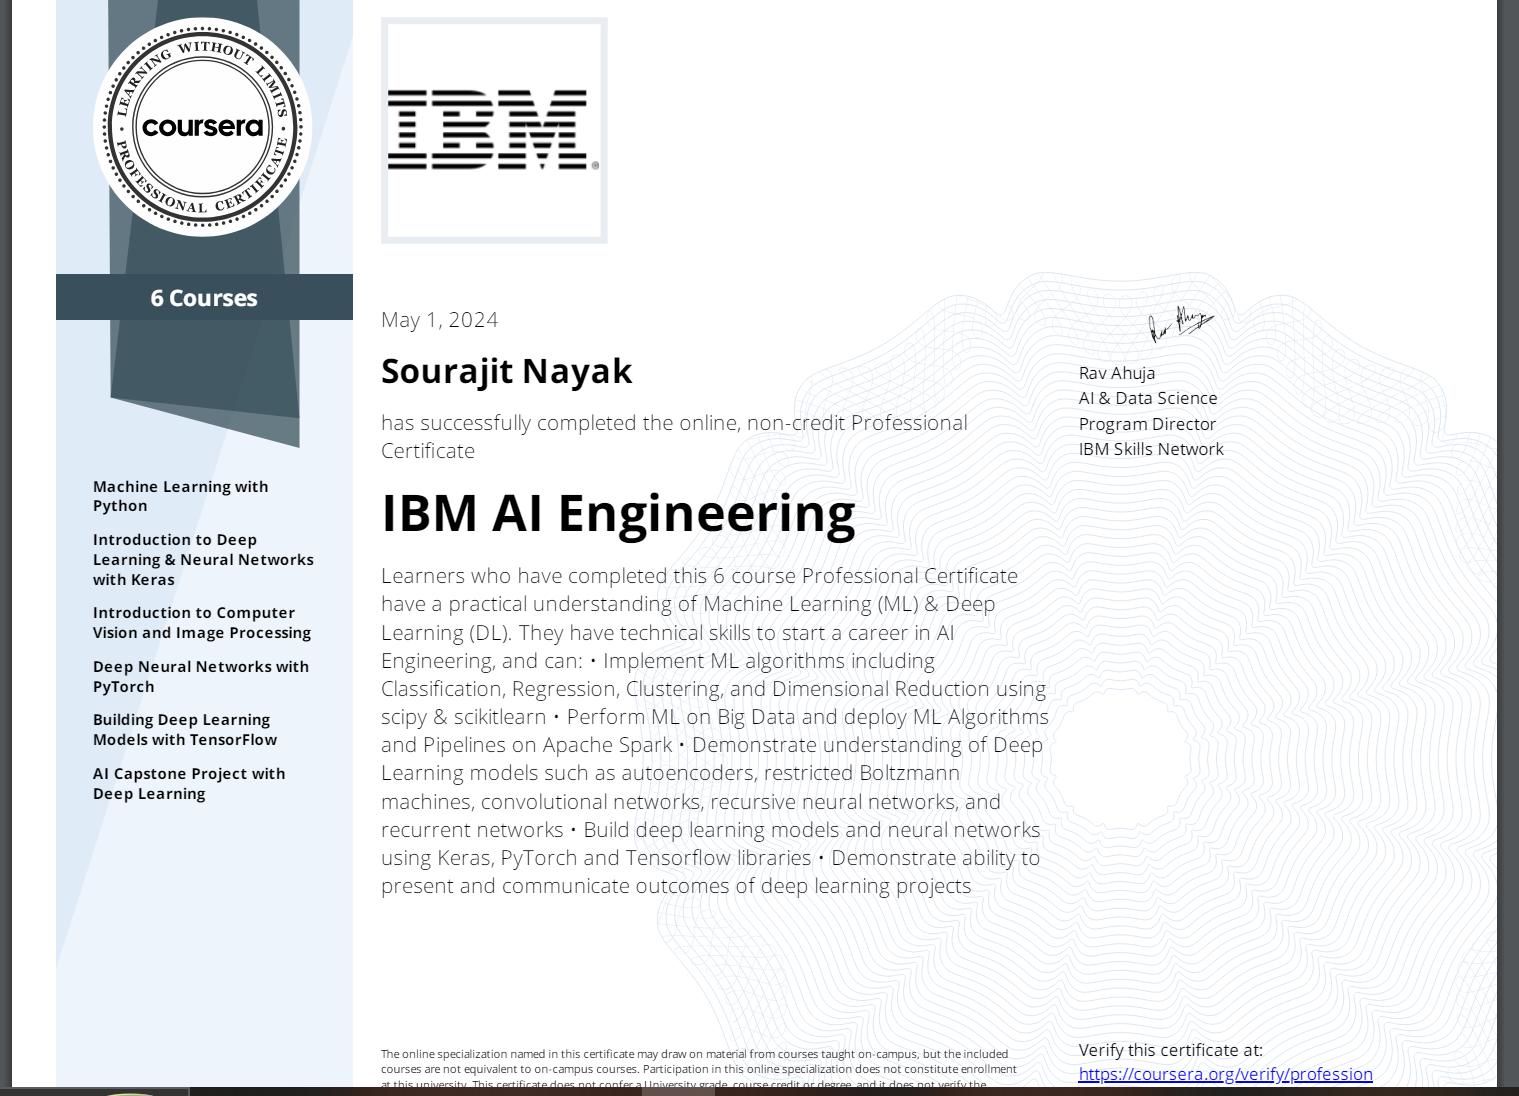 LEARNING WITHOUT LIMITS
coursera
PROFESSIONAL CERTIFICATE
6 Courses
Machine Learning with
Python
Introduction to Deep
Learning & Neural Networks
with Keras
Introduction to Computer
Vision and Image Processing
Deep Neural Networks with
PyTorch
Building Deep Learning
Models with TensorFlow
AI Capstone Project with
Deep Learning
IBM
May 1, 2024
Sourajit Nayak
has successfully completed the online, non-credit Professional
Certificate
IBM AI Engineering
Learners who have completed this 6 course Professional Certificate
have a practical understanding of Machine Learning (ML) & Deep
Learning (DL). They have technical skills to start a career in AI
Engineering, and can: • Implement ML algorithms including
Classification, Regression, Clustering, and Dimensional Reduction using
scipy & scikitlearn • Perform ML on Big Data and deploy ML Algorithms
and Pipelines on Apache Spark • Demonstrate understanding of Deep
Learning models such as autoencoders, restricted Boltzmann
machines, convolutional networks, recursive neural networks, and
recurrent networks • Build deep learning models and neural networks
using Keras, PyTorch and Tensorflow libraries • Demonstrate ability to
present and communicate outcomes of deep learning projects
Rav Ahuja
Rav Ahuja
AI & Data Science
Program Director
IBM Skills Network
The online specialization named in this certificate may draw on material from courses taught on-campus, but the included
courses are not equivalent to on-campus courses. Participation in this online specialization does not constitute enrollment
at this university. This certificate does not confer a University grade, course credit or degree, and it does not verify the
Verify this certificate at:
https://coursera.org/verify/profession